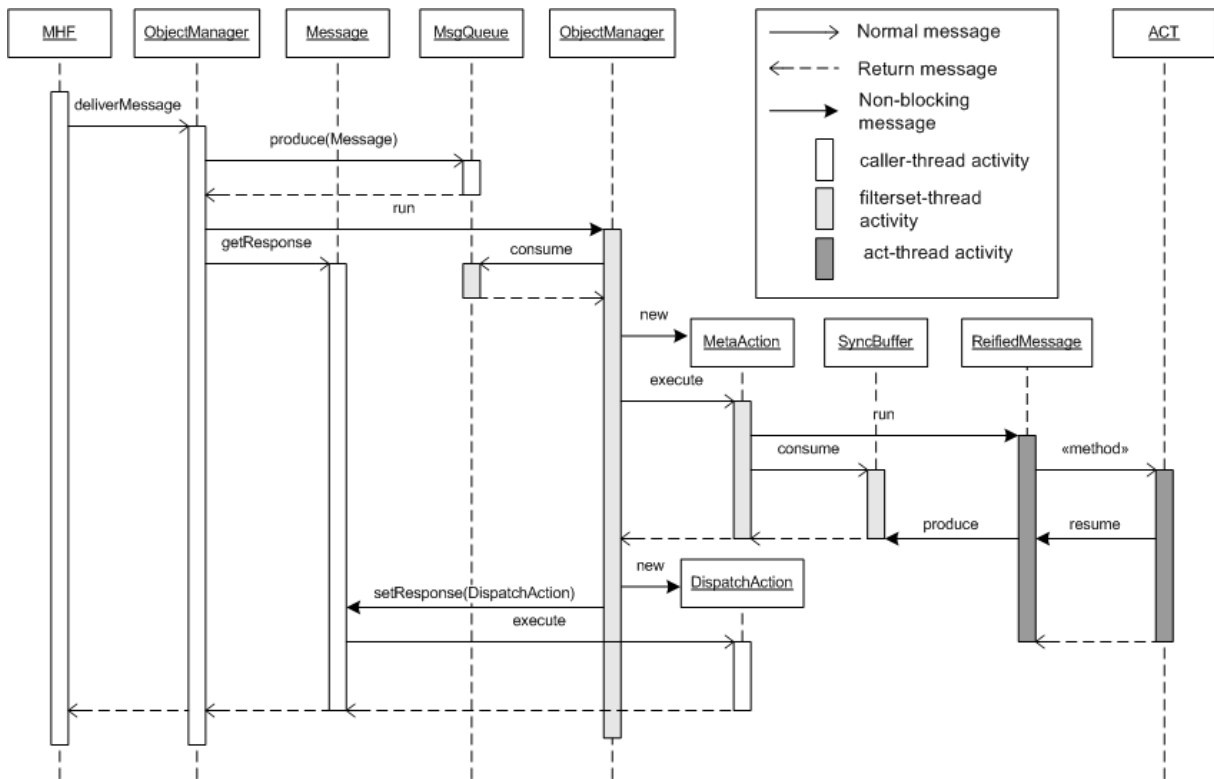 MHF
ObjectManager
Message
MsgQueue
ObjectManager
ACT
Normal message
Return message
Non-blocking
message
caller-thread activity
filterset-thread
activity
act-thread activity
deliverMessage
produce(Message)
run
getResponse
consume
new
MetaAction
SyncBuffer
ReifiedMessage
execute
run
consume
«method»
produce
resume
new
DispatchAction
setResponse(DispatchAction)
execute